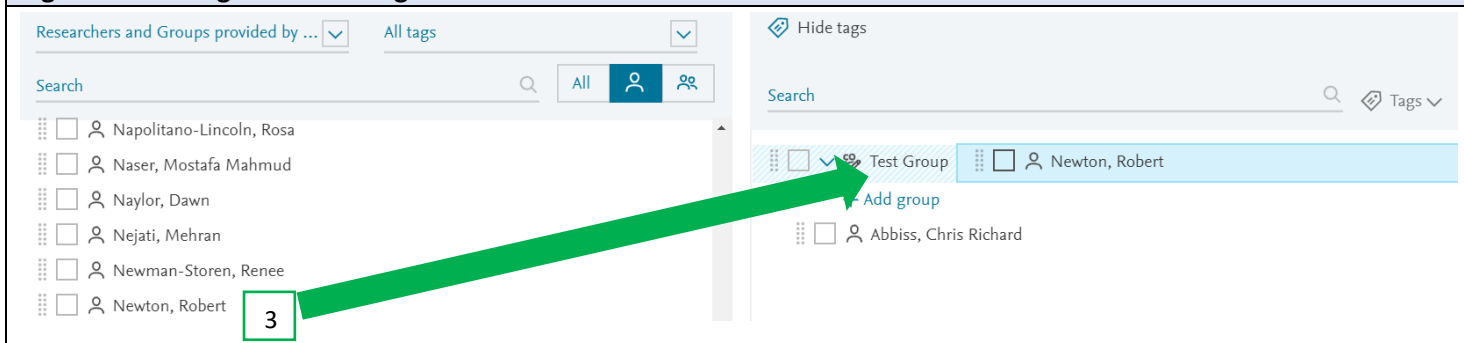 Researchers and Groups provided by ...
All tags
Search
All
Napolitano-Lincoln, Rosa
Naser, Mostafa Mahmud
Naylor, Dawn
Nejati, Mehran
Newman-Storen, Renee
Newton, Robert
3
Hide tags
Search
Tags
Test Group
Newton, Robert
Add group
Abbiss, Chris Richard